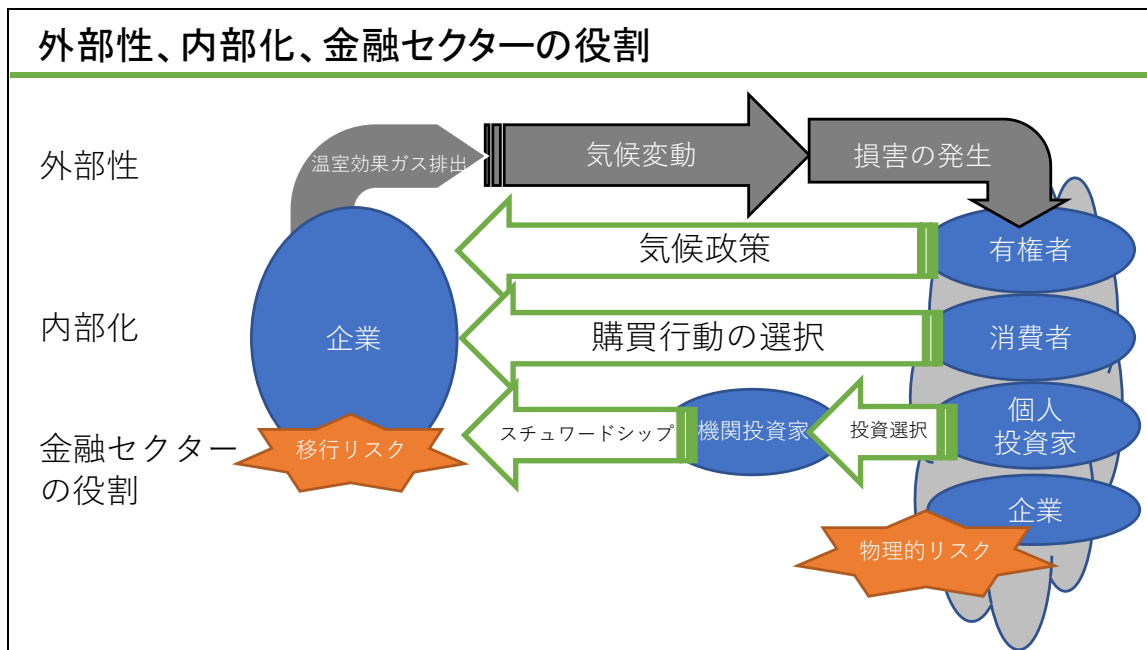 外部性、内部化、金融セクターの役割
外部性
温室効果ガス排出
気候変動
損害の発生
気候政策
有権者
内部化
企業
購買行動の選択
消費者
金融セクター
の役割
移行リスク
スチュワードシップ
機関投資家
投資選択
個人
投資家
企業
物理的リスク